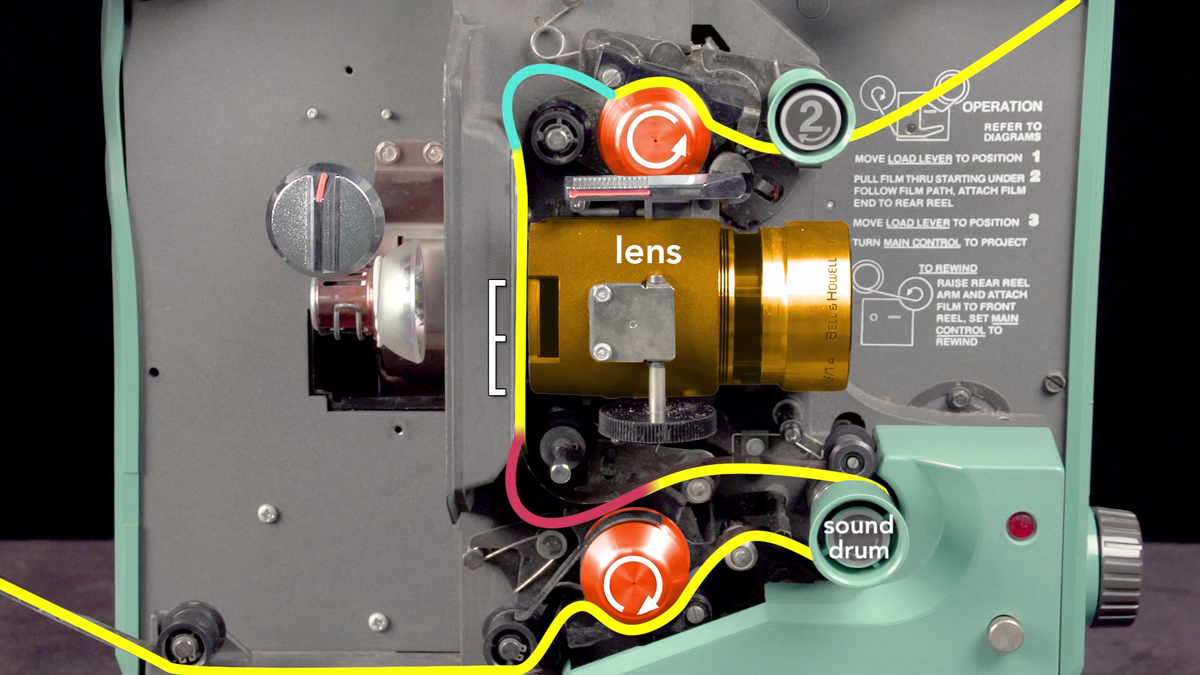 lens
2
OPERATION
REFER TO
DIAGRAMS
MOVE LOAD LEVER TO POSITION 1
PULL FILM THRU STARTING UNDER 2
FOLLOW FILM PATH, ATTACH FILM
END TO REAR REEL
MOVE LOAD LEVER TO POSITION 3
TURN MAIN CONTROL TO PROJECT
TO REWIND
RAISE REAR REEL
ARM AND ATTACH
FILM TO FRONT
REEL, SET MAIN
CONTROL TO
REWIND
BELL & HOWELL
f/1.4
E
sound
drum